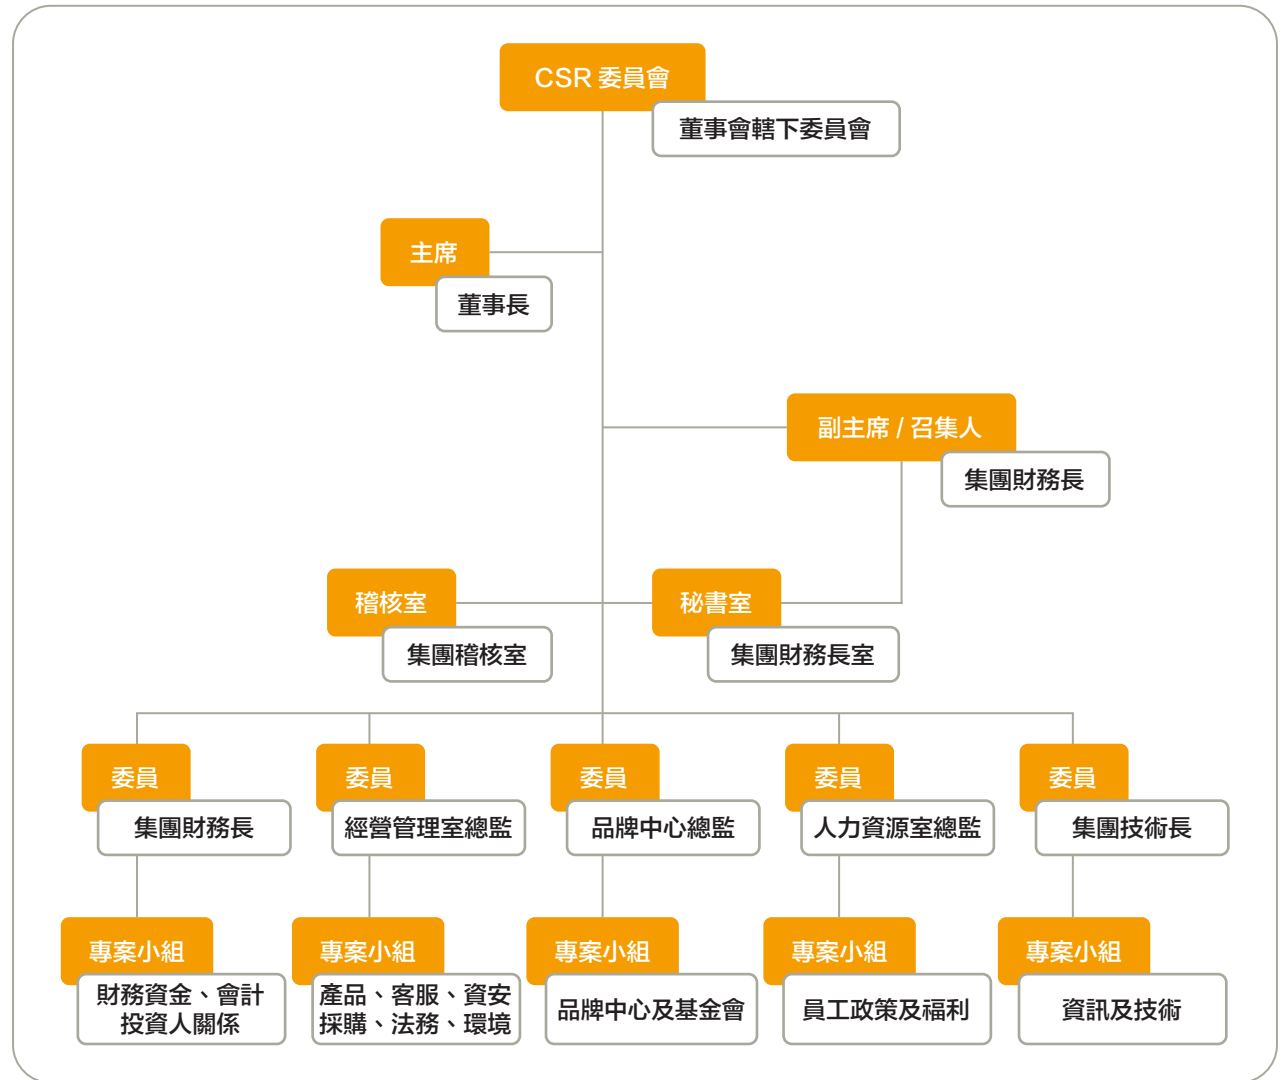 CSR 委員會
董事會轄下委員會
主席
董事長
副主席 / 召集人
集團財務長
稽核室
集團稽核室
秘書室
集團財務長室
委員
集團財務長
委員
經營管理室總監
委員
品牌中心總監
委員
人力資源室總監
委員
集團技術長
專案小組
財務資金、會計
投資人關係
專案小組
產品、客服、資安
採購、法務、環境
專案小組
品牌中心及基金會
專案小組
員工政策及福利
專案小組
資訊及技術